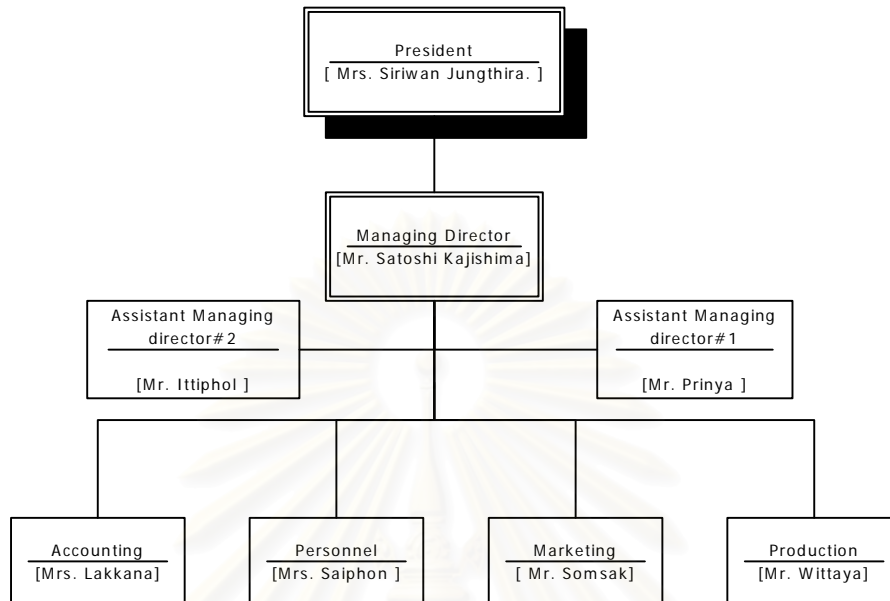 President
[ Mrs. Siriwan Jungthira. ]
Managing Director
[Mr. Satoshi Kajishima]
Assistant Managing
director#2
[Mr. Ittiphol ]
Assistant Managing
director#1
[Mr. Prinya ]
Accounting
[Mrs. Lakkana]
Personnel
[Mrs. Saiphon ]
Marketing
[ Mr. Somsak]
Production
[Mr. Wittaya]